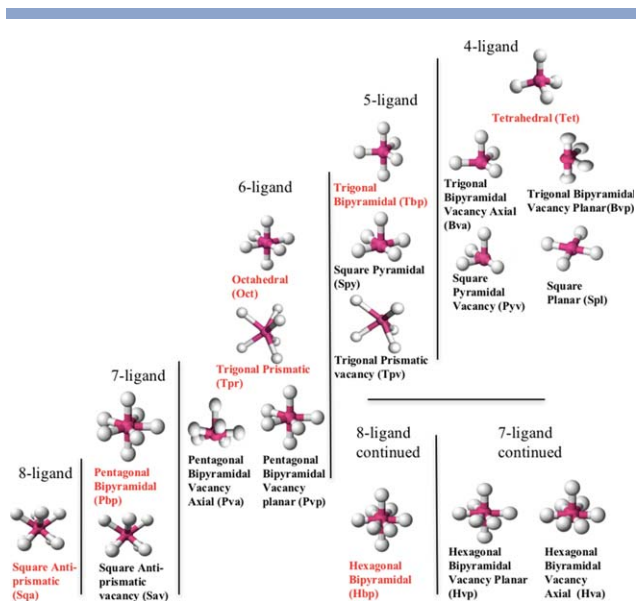 4-ligand
Tetrahedral (Tet)
Trigonal
Bipyramidal
Vacancy Axial
(Bva)
Trigonal Bipyramidal
Vacancy Planar(Bvp)
Square
Pyramidal
Vacancy (Pyv)
Square
Planar (Spl)
5-ligand
Trigonal
Bipyramidal (Tbp)
Square Pyramidal
(Spy)
Trigonal Prismatic
vacancy (Tpv)
6-ligand
Octahedral
(Oct)
Trigonal Prismatic
(Tpr)
Pentagonal
Bipyramidal
Vacancy
Axial (Pva)
Pentagonal
Bipyramidal
Vacancy
planar (Pvp)
7-ligand
Pentagonal
Bipyramidal
(Pbp)
Square Anti-
prismatic
vacancy (Sav)
8-ligand
Square Anti-
prismatic
(Sqa)
8-ligand
continued
Hexagonal
Bipyramidal
(Hbp)
7-ligand
continued
Hexagonal
Bipyramidal
Vacancy Planar
(Hvp)
Hexagonal
Biyramidal
Vacancy
Axial (Hva)